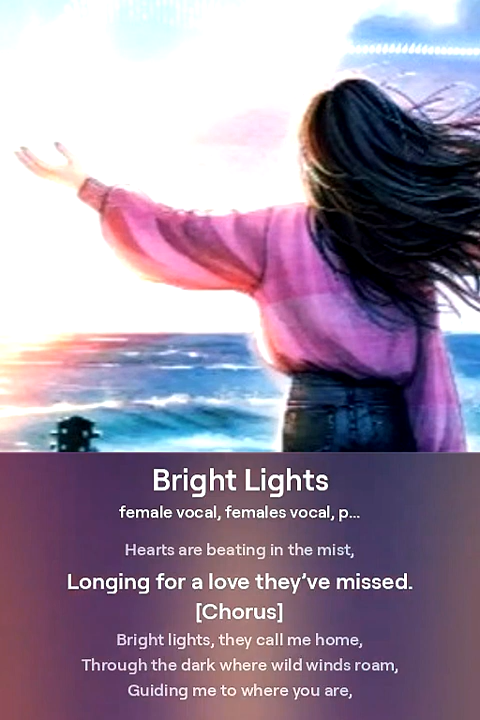 Bright Lights
female vocal, females vocal, p...
Hearts are beating in the mist,
Longing for a love they’ve missed.
[Chorus]
Bright lights, they call me home,
Through the dark where wild winds roam,
Guiding me to where you are,